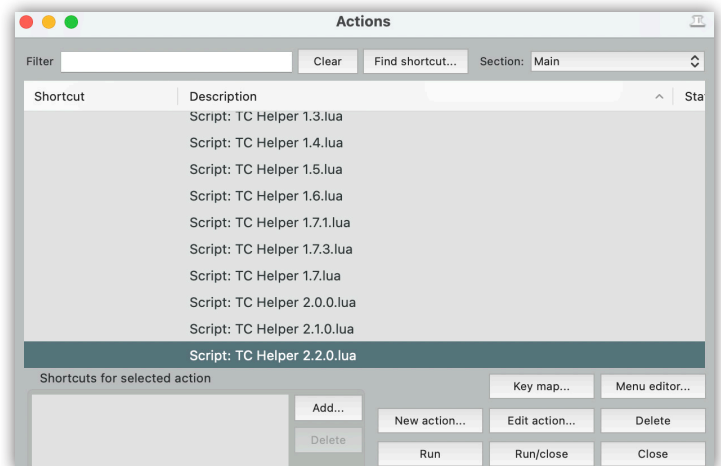 Actions
Filter Clear Find shortcut... Section: Main
Shortcut Description Sta
Script: TC Helper 1.3.lua
Script: TC Helper 1.4.lua
Script: TC Helper 1.5.lua
Script: TC Helper 1.6.lua
Script: TC Helper 1.7.1.lua
Script: TC Helper 1.7.3.lua
Script: TC Helper 1.7.lua
Script: TC Helper 2.0.0.lua
Script: TC Helper 2.1.0.lua
Script: TC Helper 2.2.0.lua
Shortcuts for selected action
Key map... Menu editor...
Add... New action... Edit action... Delete
Delete
Run Run/close Close